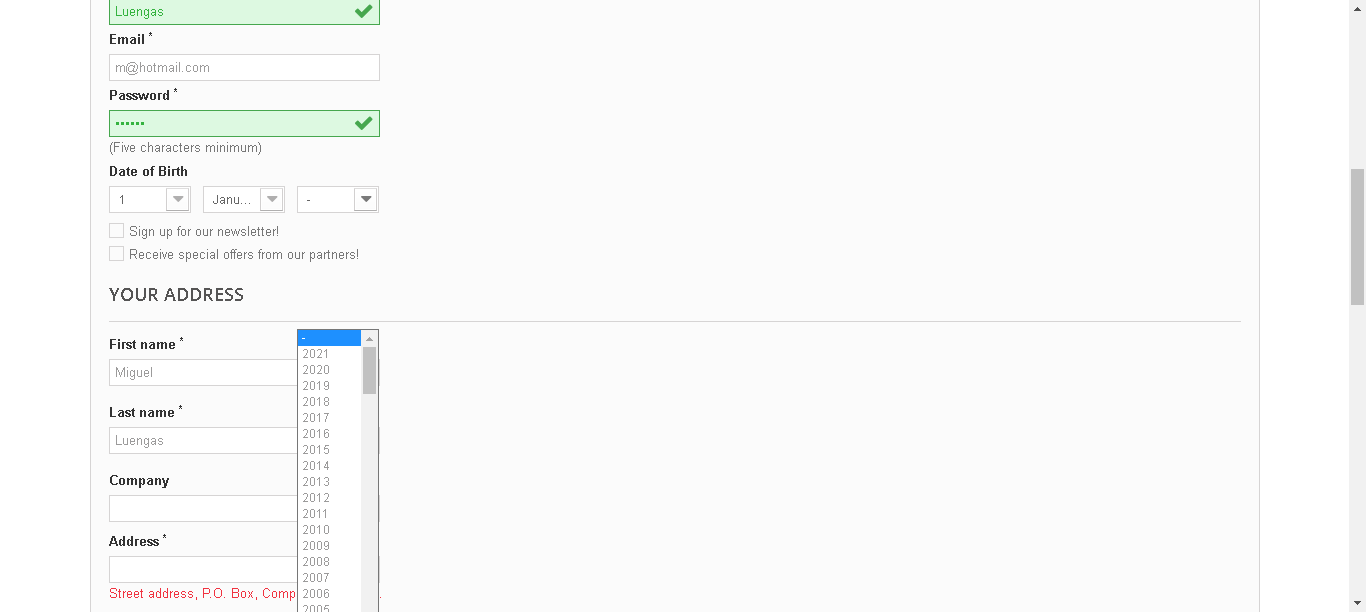 Luengas
Email *
m@hotmail.com
Password *
••••••
(Five characters minimum)
Date of Birth
1 Janu... -
Sign up for our newsletter!
Receive special offers from our partners!
YOUR ADDRESS
First name *
Miguel
Last name *
Luengas
Company
Address *
Street address, P.O. Box, Comp
.
-
2021
2020
2019
2018
2017
2016
2015
2014
2013
2012
2011
2010
2009
2008
2007
2006
2005